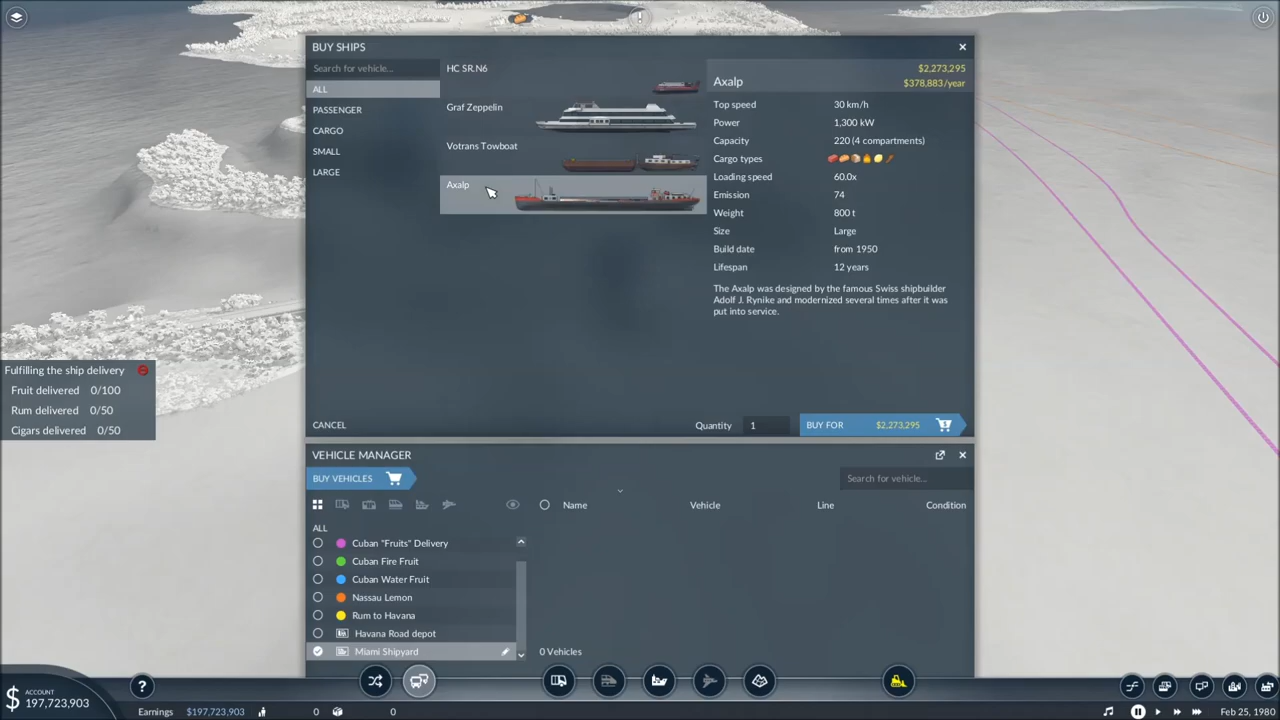 BUY SHIPS
Search for vehicle...
ALL
PASSENGER
CARGO
SMALL
LARGE
HC SR.N6
Graf Zeppelin
Votrans Towboat
Axalp
$2,273,295
Axalp
$378,883/year
Top speed 30 km/h
Power 1,300 kW
Capacity 220 (4 compartments)
Cargo types
Loading speed 60.0x
Emission 74
Weight 800 t
Size Large
Build date from 1950
Lifespan 12 years
The Axalp was designed by the famous Swiss shipbuilder
Adolf J. Rynike and modernized several times after it was
put into service.
CANCEL
Quantity 1
BUY FOR $2,273,295
Fulfilling the ship delivery
Fruit delivered 0/100
Rum delivered 0/50
Cigars delivered 0/50
VEHICLE MANAGER
BUY VEHICLES
Search for vehicle...
Name Vehicle Line Condition
ALL
Cuban "Fruits" Delivery
Cuban Fire Fruit
Cuban Water Fruit
Nassau Lemon
Rum to Havana
Havana Road depot
Miami Shipyard
0 Vehicles
$ ACCOUNT
197,723,903
?
Earnings $197,723,903 0 0
Feb 25, 1980